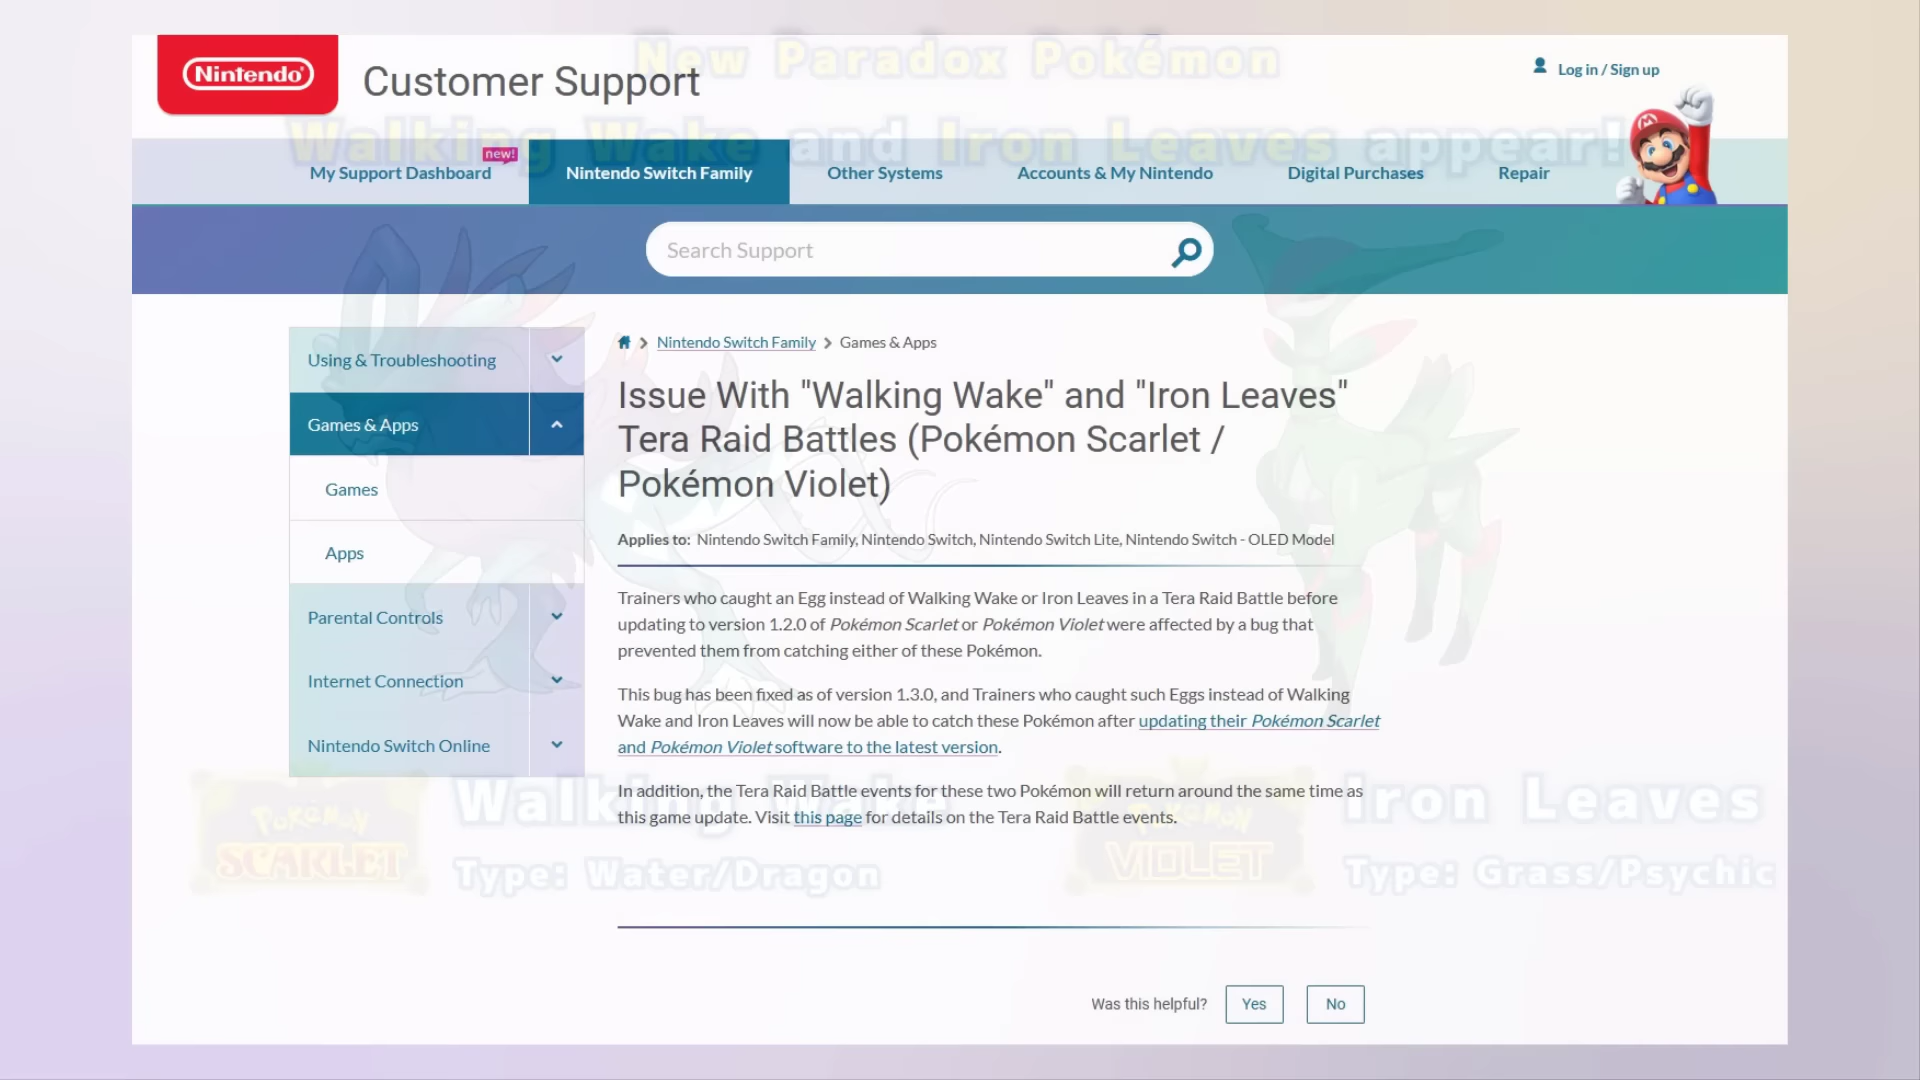 New Paradox Pokémon
Walking Wake and Iron Leaves appear!
Nintendo
Customer Support
Log in / Sign up
My Support Dashboard
new!
Nintendo Switch Family
Other Systems
Accounts & My Nintendo
Digital Purchases
Repair
Search Support
Using & Troubleshooting
Games & Apps
Games
Apps
Parental Controls
Internet Connection
Nintendo Switch Online
Nintendo Switch Family
Games & Apps
Issue With "Walking Wake" and "Iron Leaves"
Tera Raid Battles (Pokémon Scarlet /
Pokémon Violet)
Applies to: Nintendo Switch Family, Nintendo Switch, Nintendo Switch Lite, Nintendo Switch - OLED Model
Trainers who caught an Egg instead of Walking Wake or Iron Leaves in a Tera Raid Battle before
updating to version 1.2.0 of Pokémon Scarlet or Pokémon Violet were affected by a bug that
prevented them from catching either of these Pokémon.
This bug has been fixed as of version 1.3.0, and Trainers who caught such Eggs instead of Walking
Wake and Iron Leaves will now be able to catch these Pokémon after updating their Pokémon Scarlet
and Pokémon Violet software to the latest version.
In addition, the Tera Raid Battle events for these two Pokémon will return around the same time as
this game update. Visit this page for details on the Tera Raid Battle events.
Pokémon
SCARLET
Walking Wake
Type: Water/Dragon
Pokémon
VIOLET
Iron Leaves
Type: Grass/Psychic
Was this helpful?
Yes
No